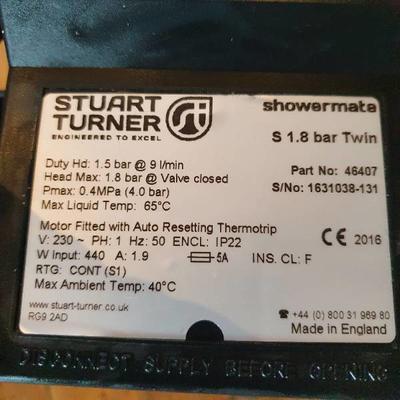 STUART
TURNER
ENGINEERED TO EXCEL
showermate
S 1.8 bar Twin
Duty Hd: 1.5 bar @ 9 l/min
Head Max: 1.8 bar @ Valve closed
Pmax: 0.4MPa (4.0 bar)
Max Liquid Temp: 65°C
Part No: 46407
S/No: 1631038-131
Motor Fitted with Auto Resetting Thermotrip
V: 230 ~ PH: 1 Hz: 50 ENCL: IP22
W Input: 440 A: 1.9 5A INS. CL: F
RTG: CONT (S1)
Max Ambient Temp: 40°C
CE 2016
www.stuart-turner.co.uk
RG9 2AD
+44 (0) 800 31 969 80
Made in England
DISCONNECT SUPPLY BEFORE OPENING